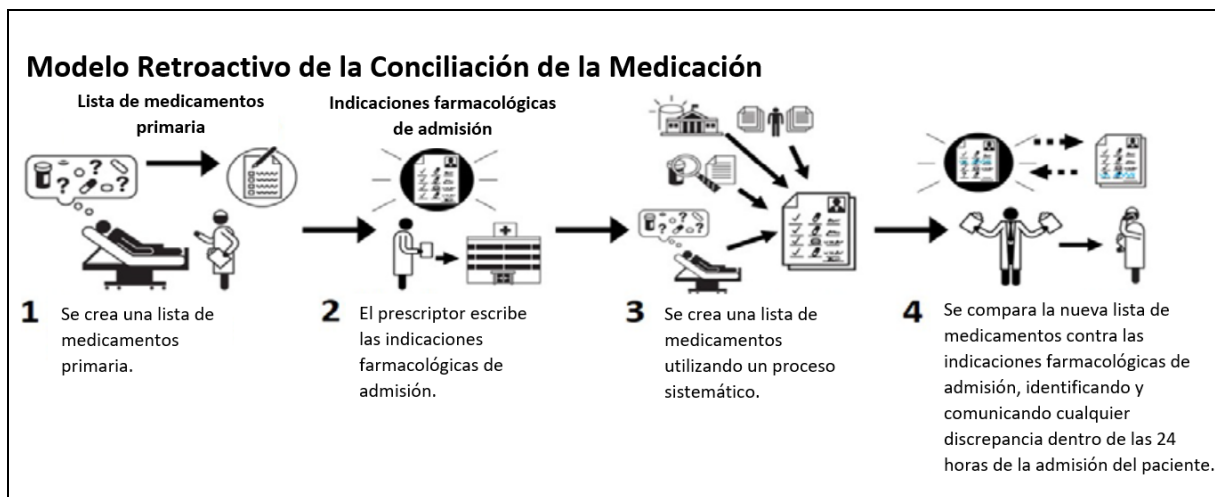 Modelo Retroactivo de la Conciliación de la Medicación
Lista de medicamentos
primaria
Indicaciones farmacológicas
de admisión
1
Se crea una lista de
medicamentos
primaria.
2
El prescriptor escribe
las indicaciones
farmacológicas de
admisión.
3
Se crea una lista de
medicamentos
utilizando un proceso
sistemático.
4
Se compara la nueva lista de
medicamentos contra las
indicaciones farmacológicas de
admisión, identificando y
comunicando cualquier
discrepancia dentro de las 24
horas de la admisión del paciente.